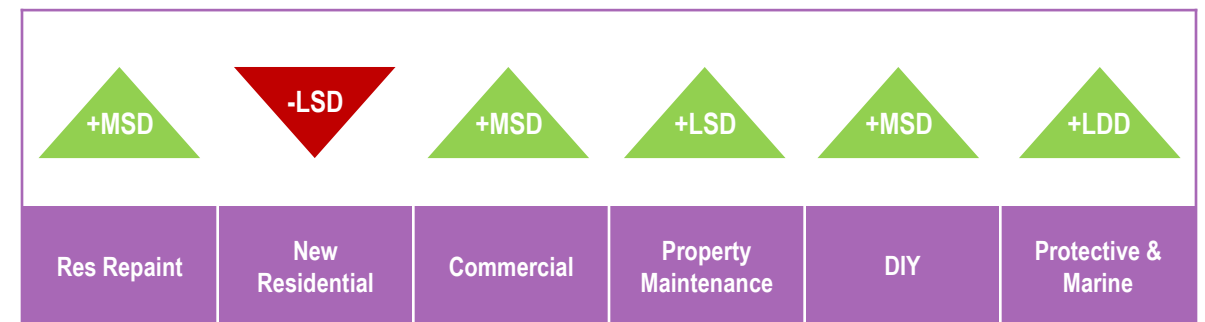 +MSD
-LSD
+MSD
+LSD
+MSD
+LDD
Res Repaint
New
Residential
Commercial
Property
Maintenance
DIY
Protective &
Marine